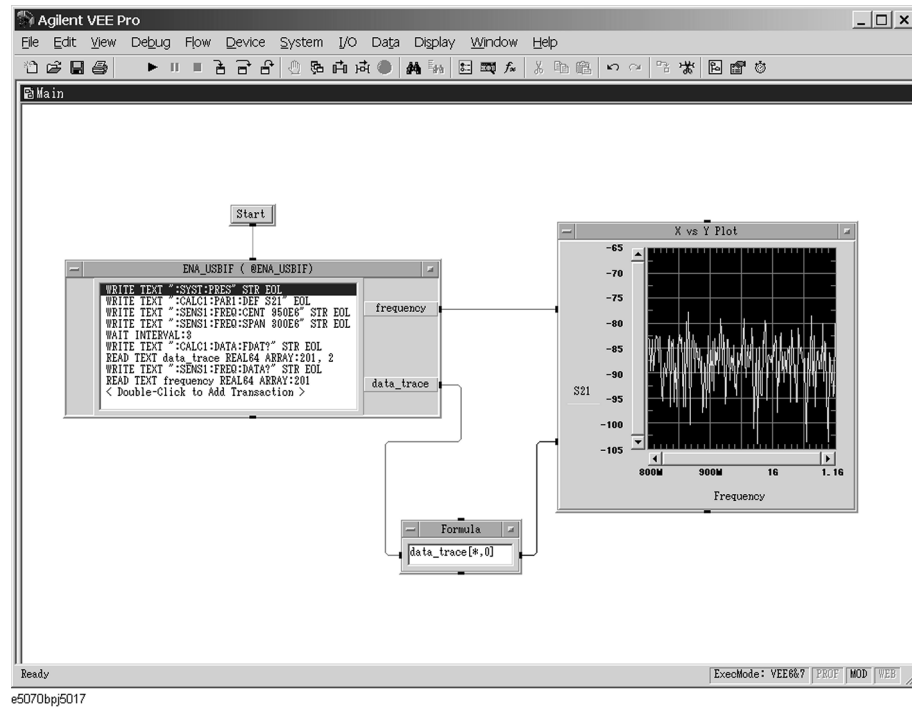 Agilent VEE Pro
File Edit View Debug Flow Device System I/O Data Display Window Help
Main
Start
ENA_USBIF ( @ENA_USBIF)
WRITE TEXT ":SYST:PRES" STR EOL
WRITE TEXT ":CALC1:PAR1:DEF S21" EOL
WRITE TEXT ":SENS1:FREQ:CENT 950E6" STR EOL
WRITE TEXT ":SENS1:FREQ:SPAN 300E6" STR EOL
WAIT INTERVAL:3
WRITE TEXT ":CALC1:DATA:FDAT?" STR EOL
READ TEXT data_trace REAL64 ARRAY:201, 2
WRITE TEXT ":SENS1:FREQ:DATA?" STR EOL
READ TEXT frequency REAL64 ARRAY:201
< Double-Click to Add Transaction >
frequency
data_trace
X vs Y Plot
-65
-70
-75
-80
-85
-90
-95
-100
-105
S21
800M 900M 1G 1.1G
Frequency
Formula
data_trace[*,0]
Ready
ExecMode: VEE6&7 PROF MOD WEB
e5070bpj5017